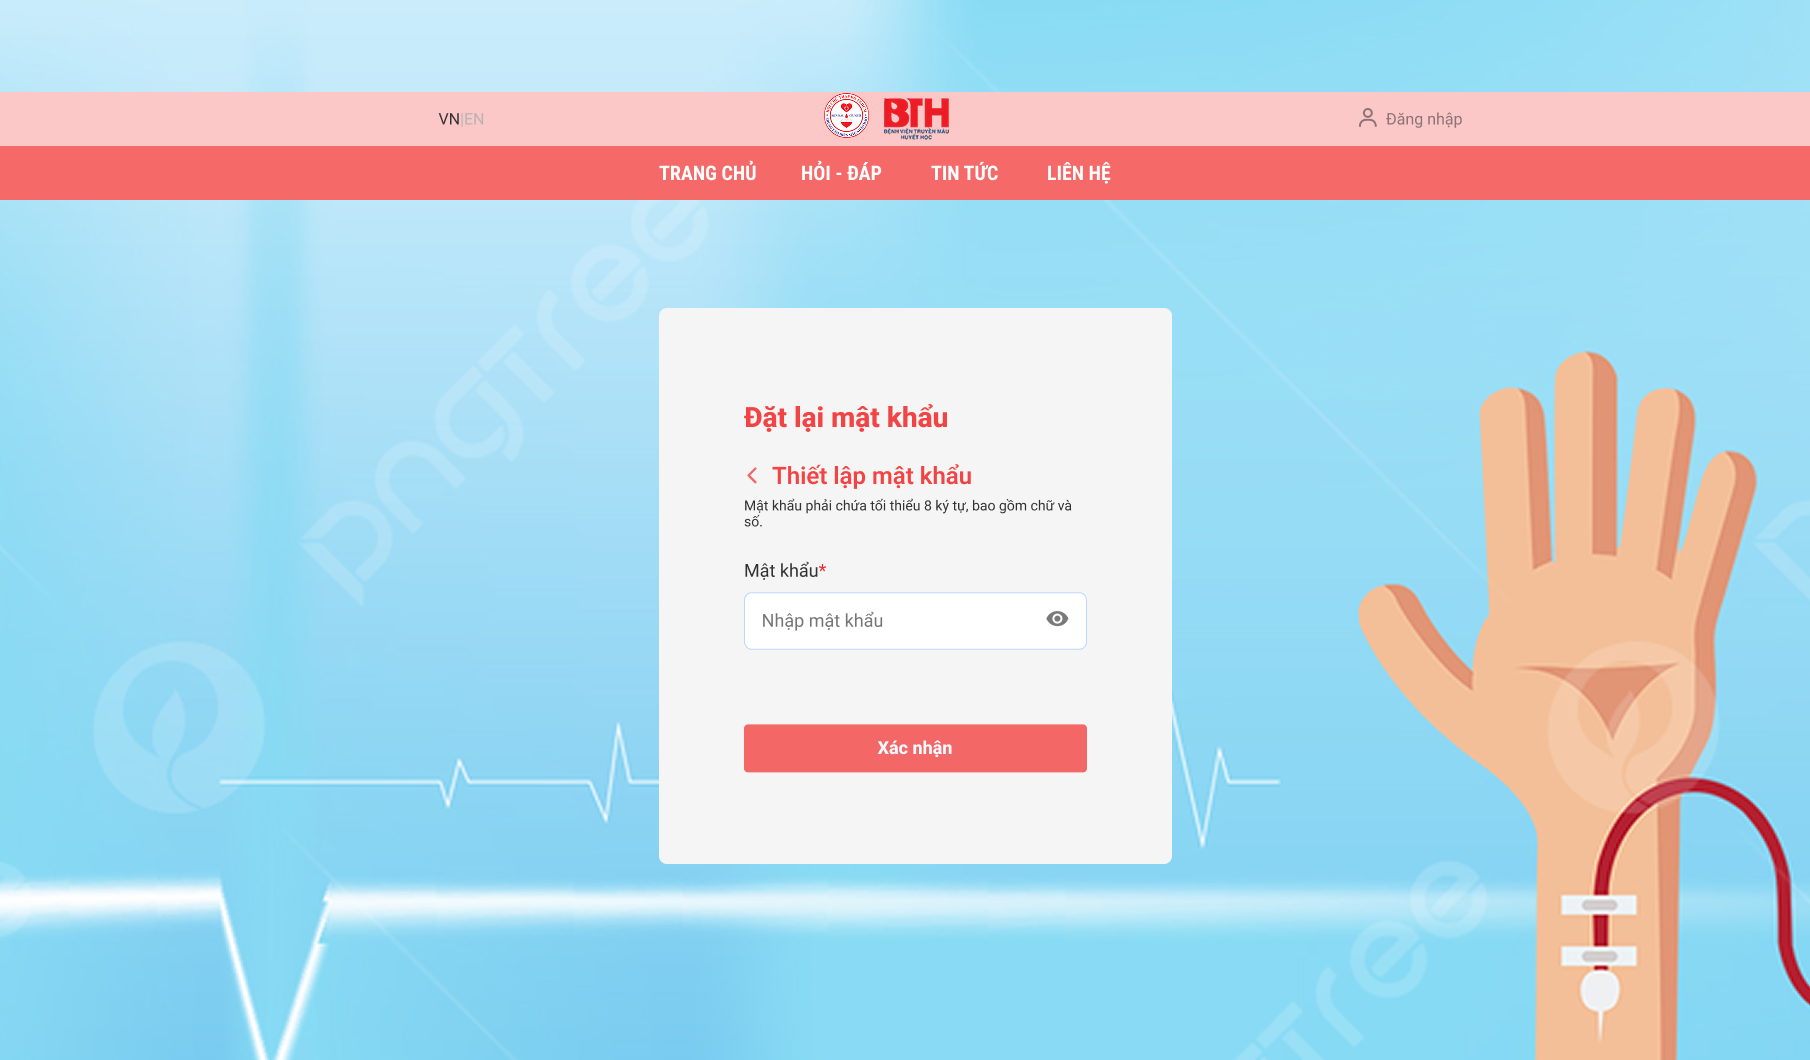 VN|EN
BTH
BỆNH VIỆN TRUYỀN MÁU
HUYẾT HỌC
Đăng nhập
TRANG CHỦ HỎI - ĐÁP TIN TỨC LIÊN HỆ
Đặt lại mật khẩu
Thiết lập mật khẩu
Mật khẩu phải chứa tối thiểu 8 ký tự, bao gồm chữ và
số.
Mật khẩu*
Nhập mật khẩu
Xác nhận
pngtree